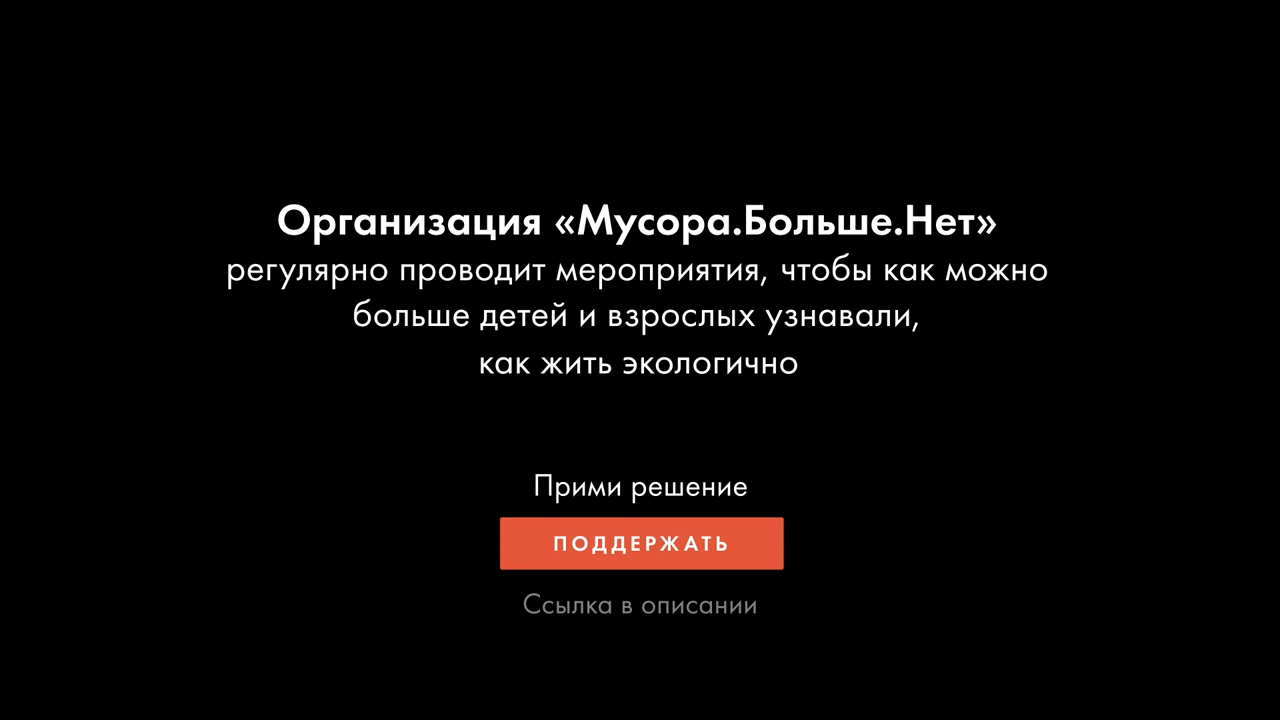 Организация «Мусора.Больше.Нет»
регулярно проводит мероприятия, чтобы как можно
больше детей и взрослых узнавали,
как жить экологично
Прими решение
ПОДДЕРЖАТЬ
Ссылка в описании